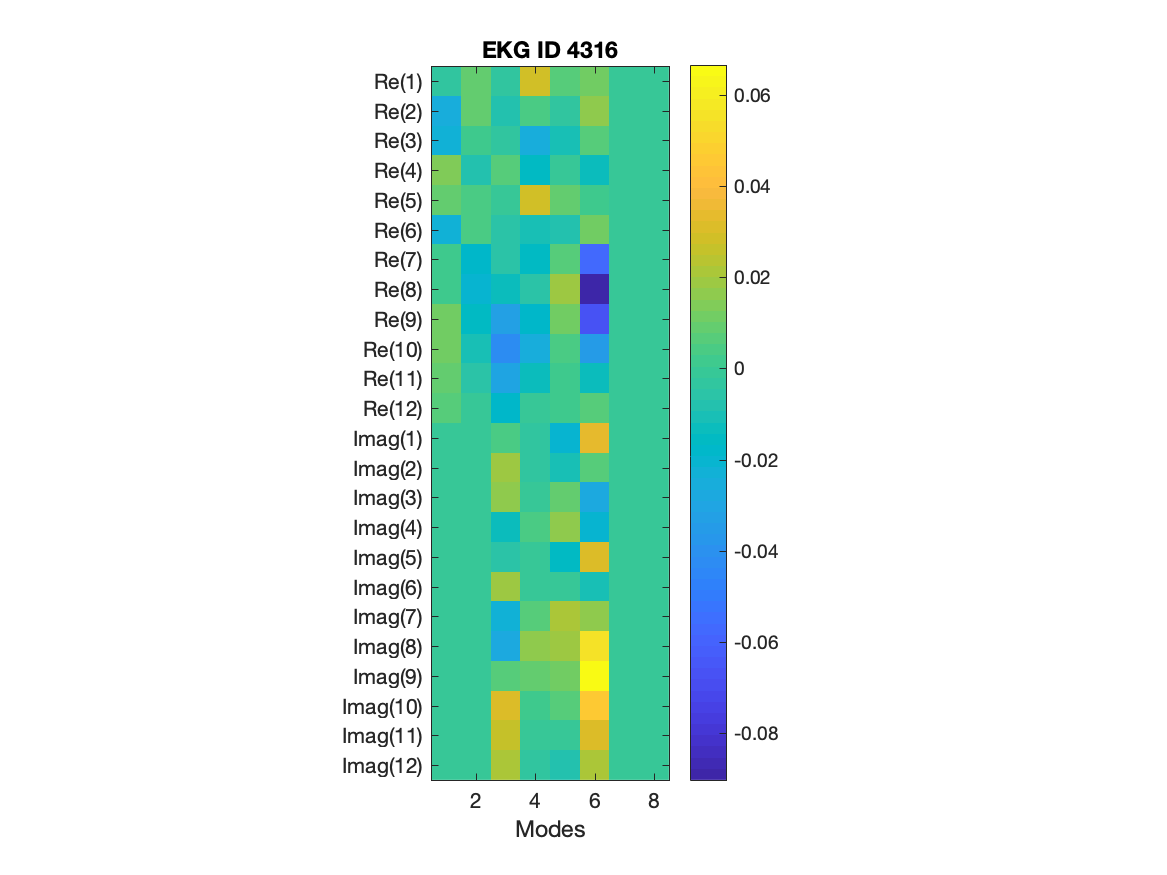 EKG ID 4316
Re(1)
Re(2)
Re(3)
Re(4)
Re(5)
Re(6)
Re(7)
Re(8)
Re(9)
Re(10)
Re(11)
Re(12)
Imag(1)
Imag(2)
Imag(3)
Imag(4)
Imag(5)
Imag(6)
Imag(7)
Imag(8)
Imag(9)
Imag(10)
Imag(11)
Imag(12)
2 4 6 8
Modes
0.06
0.04
0.02
0
-0.02
-0.04
-0.06
-0.08